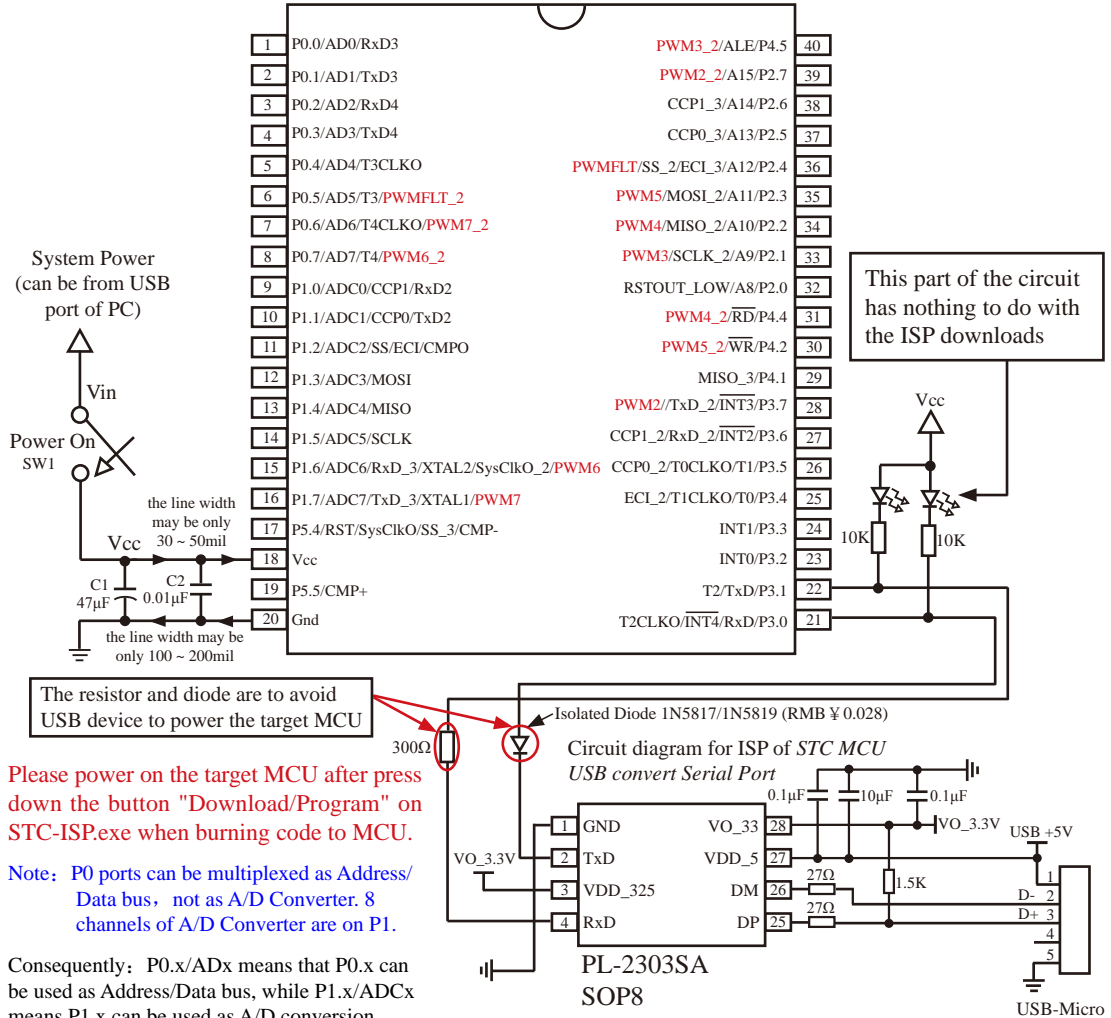 1 P0.0/AD0/RxD3
2 P0.1/AD1/TxD3
3 P0.2/AD2/RxD4
4 P0.3/AD3/TxD4
5 P0.4/AD4/T3CLKO
6 P0.5/AD5/T3/PWMFLT_2
7 P0.6/AD6/T4CLKO/PWM7_2
8 P0.7/AD7/T4/PWM6_2
9 P1.0/ADC0/CCP1/RxD2
10 P1.1/ADC1/CCP0/TxD2
11 P1.2/ADC2/SS/ECI/CMPO
12 P1.3/ADC3/MOSI
13 P1.4/ADC4/MISO
14 P1.5/ADC5/SCLK
15 P1.6/ADC6/RxD_3/XTAL2/SysClkO_2/PWM6
16 P1.7/ADC7/TxD_3/XTAL1/PWM7
17 P5.4/RST/SysClkO/SS_3/CMP-
18 Vcc
19 P5.5/CMP+
20 Gnd
PWM3_2/ALE/P4.5 40
PWM2_2/A15/P2.7 39
CCP1_3/A14/P2.6 38
CCP0_3/A13/P2.5 37
PWMFLT/SS_2/ECI_3/A12/P2.4 36
PWM5/MOSI_2/A11/P2.3 35
PWM4/MISO_2/A10/P2.2 34
PWM3/SCLK_2/A9/P2.1 33
RSTOUT_LOW/A8/P2.0 32
PWM4_2/RD/P4.4 31
PWM5_2/WR/P4.2 30
MISO_3/P4.1 29
PWM2//TxD_2/INT3/P3.7 28
CCP1_2/RxD_2/INT2/P3.6 27
CCP0_2/T0CLKO/T1/P3.5 26
ECI_2/T1CLKO/T0/P3.4 25
INT1/P3.3 24
INT0/P3.2 23
T2/TxD/P3.1 22
T2CLKO/INT4/RxD/P3.0 21
System Power
(can be from USB
port of PC)
Vin
Power On
SW1
the line width
may be only
30 ~ 50mil
Vcc
C1
47μF
C2
0.01μF
the line width may be
only 100 ~ 200mil
This part of the circuit
has nothing to do with
the ISP downloads
Vcc
10K
10K
The resistor and diode are to avoid
USB device to power the target MCU
300Ω
Isolated Diode 1N5817/1N5819 (RMB ¥ 0.028)
Circuit diagram for ISP of STC MCU
USB convert Serial Port
Please power on the target MCU after press
down the button "Download/Program" on
STC-ISP.exe when burning code to MCU.
Note：P0 ports can be multiplexed as Address/
Data bus，not as A/D Converter. 8
channels of A/D Converter are on P1.
Consequently：P0.x/ADx means that P0.x can
be used as Address/Data bus, while P1.x/ADCx
means P1.x can be used as A/D conversion
0.1μF
10μF
0.1μF
VO_3.3V
1 GND
2 TxD
3 VDD_325
4 RxD
VO_33 28
VDD_5 27
DM 26
DP 25
VO_3.3V
27Ω
27Ω
1.5K
USB +5V
1
D- 2
D+ 3
4
5
PL-2303SA
SOP8
USB-Micro